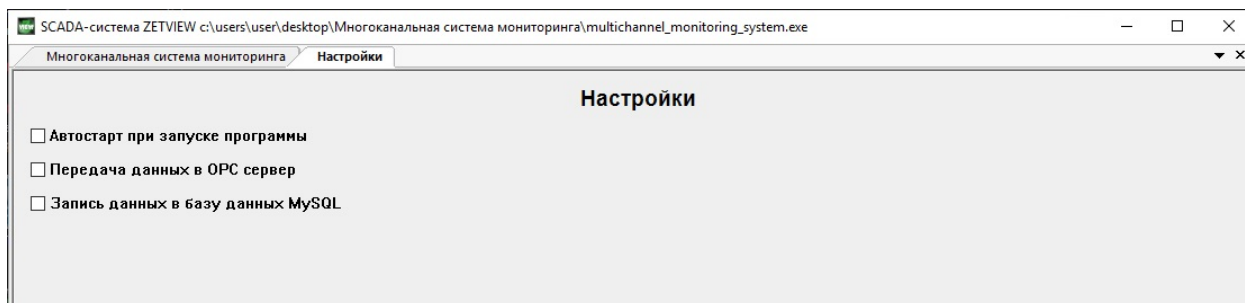 SCADA-система ZETVIEW c:\users\user\desktop\Многоканальная система мониторинга\multichannel_monitoring_system.exe
Многоканальная система мониторинга Настройки
Настройки
Автостарт при запуске программы
Передача данных в OPC сервер
Запись данных в базу данных MySQL